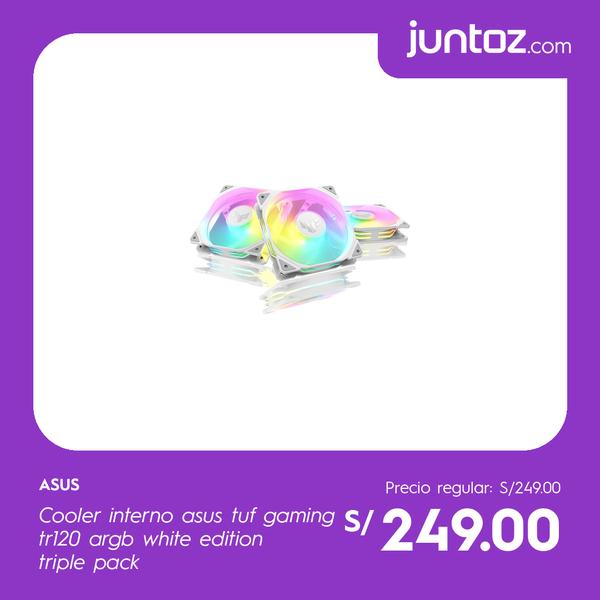 juntoz.com
ASUS
Cooler interno asus tuf gaming
tr120 argb white edition
triple pack
Precio regular: S/249.00
S/ 249.00